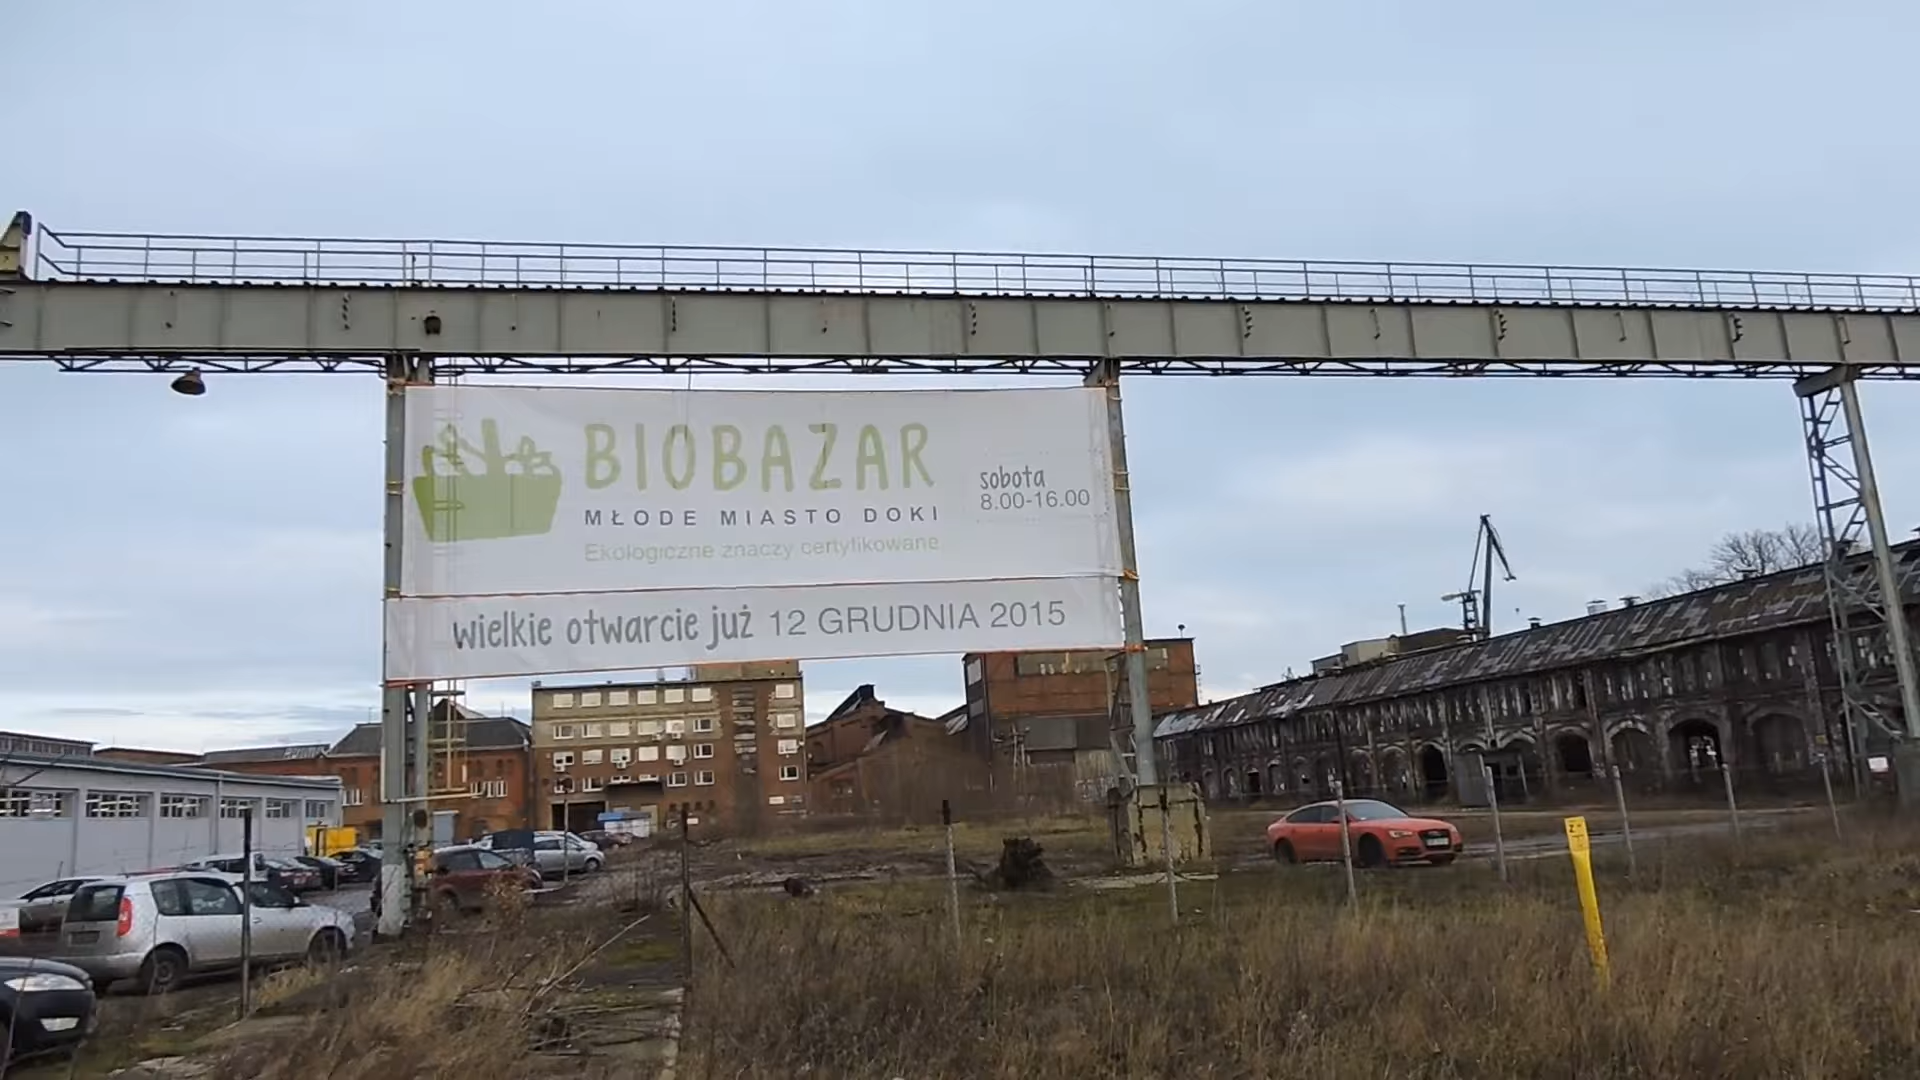 BIOBAZAR
MŁODE MIASTO DOKI
Ekologiczne znaczy certyfikowane
sobota
8.00-16.00
wielkie otwarcie już 12 GRUDNIA 2015